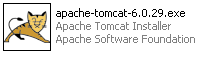 apache-tomcat-6.0.29.exe
Apache Tomcat Installer
Apache Software Foundation